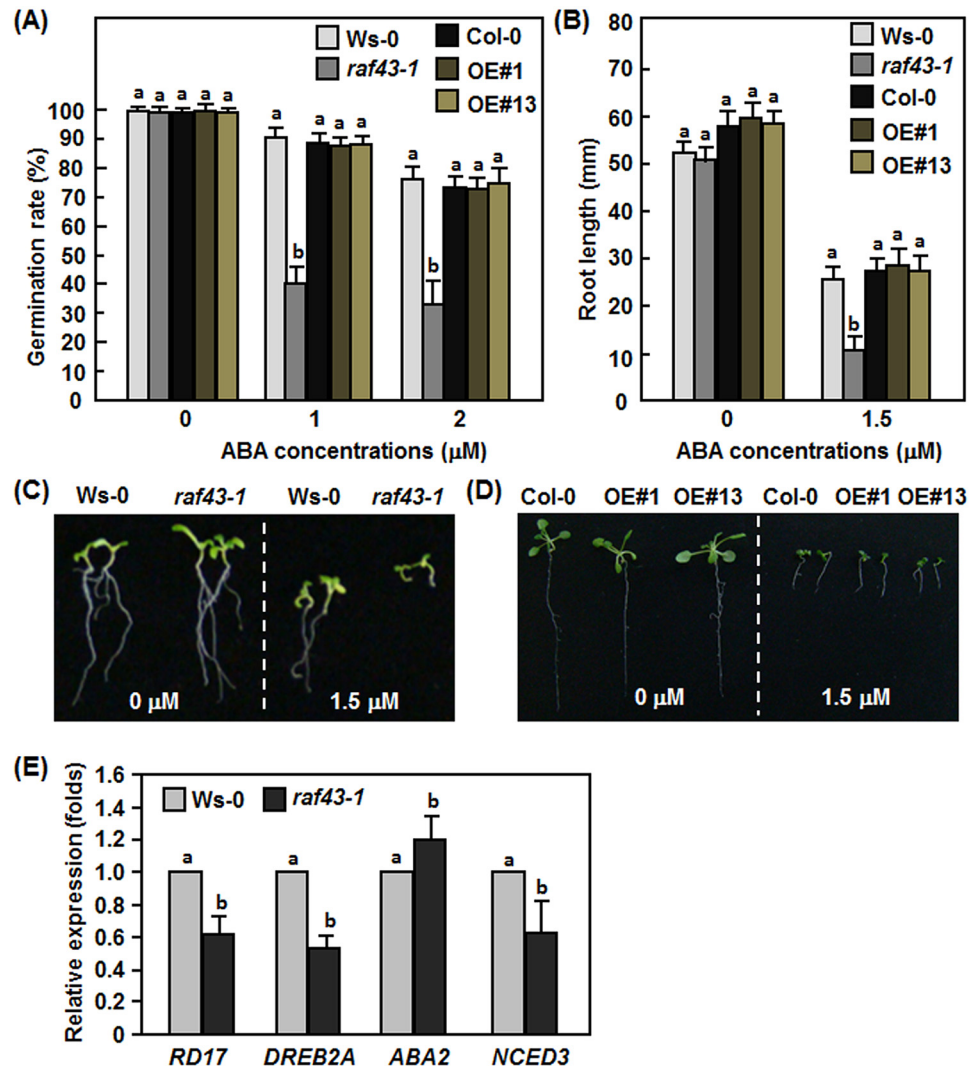 (A)
Ws-0
raf43-1
Col-0
OE#1
OE#13
a a a a a
a b a a a
a b a a a
100
90
80
70
60
50
40
30
20
10
0
Germination rate (%)
0 1 2
ABA concentrations (μM)
(B)
Ws-0
raf43-1
Col-0
OE#1
OE#13
a a a a a
a b a a a
80
70
60
50
40
30
20
10
0
Root length (mm)
0 1.5
ABA concentrations (μM)
(C)
Ws-0 raf43-1 Ws-0 raf43-1
0 μM 1.5 μM
(D)
Col-0 OE#1 OE#13 Col-0 OE#1 OE#13
0 μM 1.5 μM
(E)
Ws-0 raf43-1
a b a b a b a b
1.6
1.4
1.2
1.0
0.8
0.6
0.4
0.2
0
Relative expression (folds)
RD17 DREB2A ABA2 NCED3